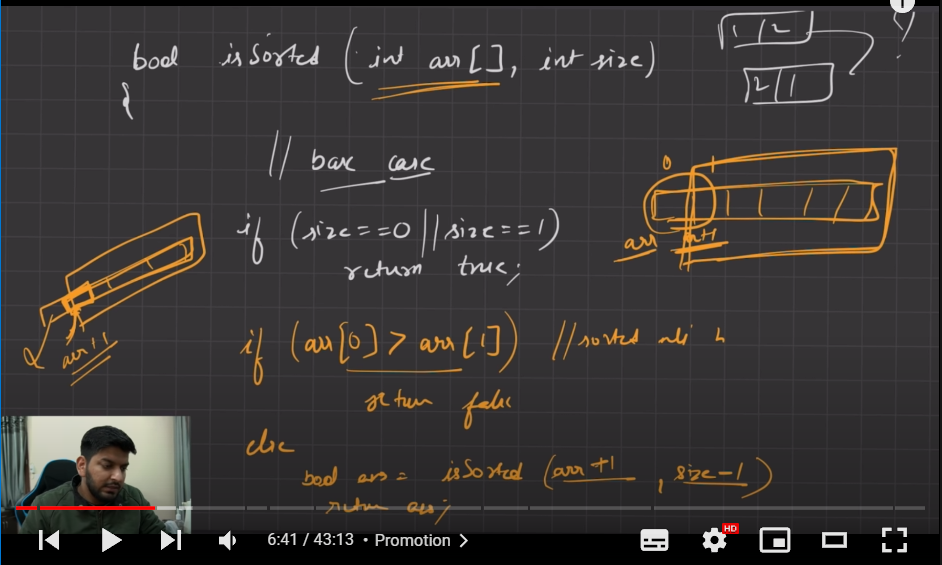 bool isSorted (int arr[], int size)
{
1 2
2 1
?
// base case
0 1
if (size==0 || size==1)
return true;
arr arr+1
arr+1
if (arr[0] > arr[1]) // sorted nhi h
return false
else
bool ans = isSorted (arr+1, size-1)
return ans;
HD
6:41 / 43:13 • Promotion